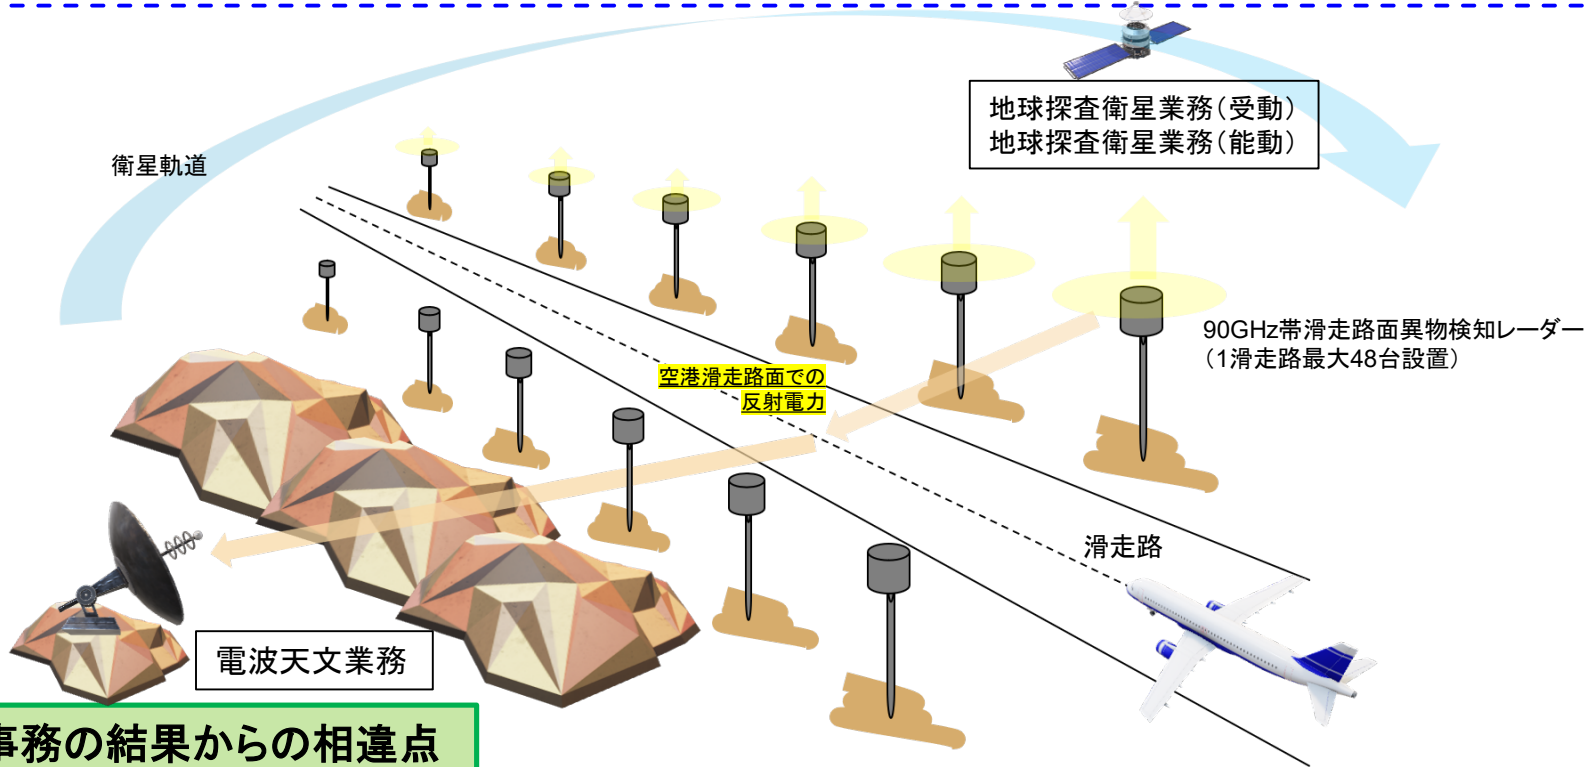 地球探査衛星業務(受動)
地球探査衛星業務(能動)
衛星軌道
90GHz帯滑走路面異物検知レーダー
(1滑走路最大48台設置)
空港滑走路面での
反射電力
滑走路
電波天文業務
事務の結果からの相違点